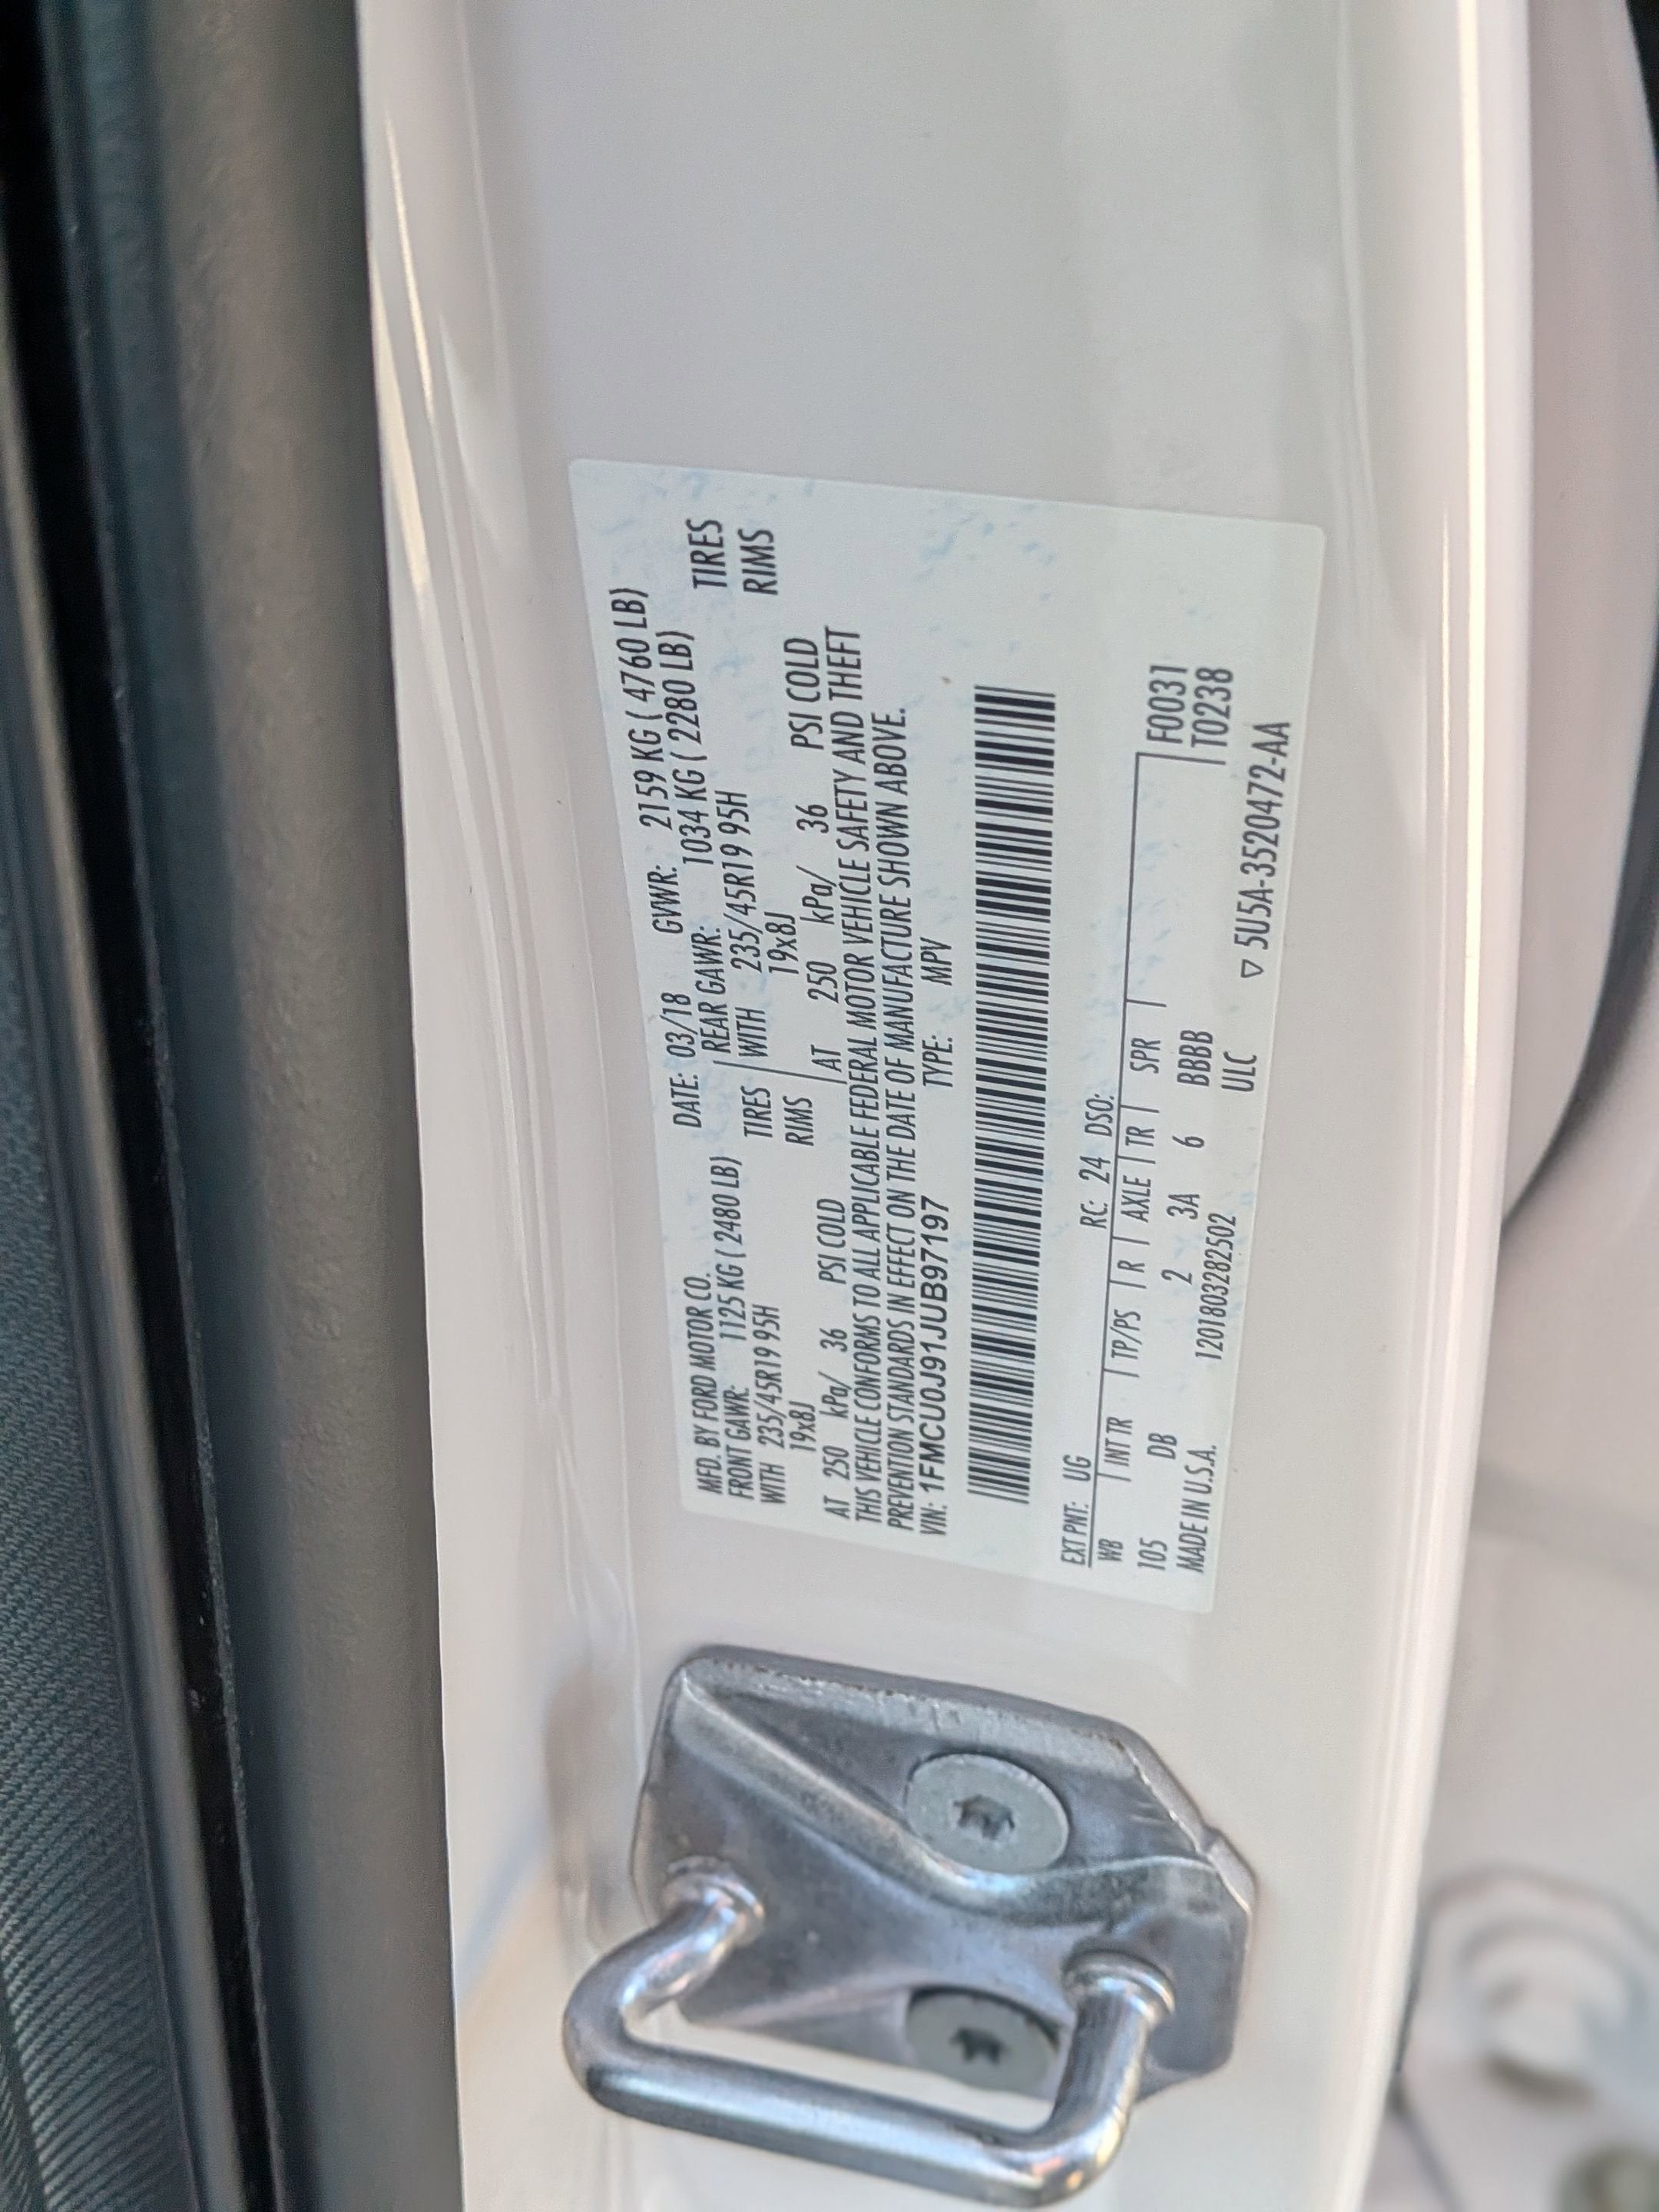 MFD. BY FORD MOTOR CO. DATE: 03/18 GVWR: 2159 KG ( 4760 LB)
FRONT GAWR: 1125 KG ( 2480 LB) REAR GAWR: 1034 KG ( 2280 LB)
WITH 235/45R19 95H TIRES WITH 235/45R19 95H TIRES
19x8J RIMS 19x8J RIMS
AT 250 kPa/ 36 PSI COLD AT 250 kPa/ 36 PSI COLD
THIS VEHICLE CONFORMS TO ALL APPLICABLE FEDERAL MOTOR VEHICLE SAFETY AND THEFT
PREVENTION STANDARDS IN EFFECT ON THE DATE OF MANUFACTURE SHOWN ABOVE.
VIN: 1FMCU0J91JUB97197 TYPE: MPV
EXT PNT: UG RC: 24 DSO:
WB INT TR TP/PS R AXLE TR SPR F0031
105 DB 2 3A 6 BBBB T0238
MADE IN U.S.A. 1201803282502 ULC ▽ 5U5A-3520472-AA